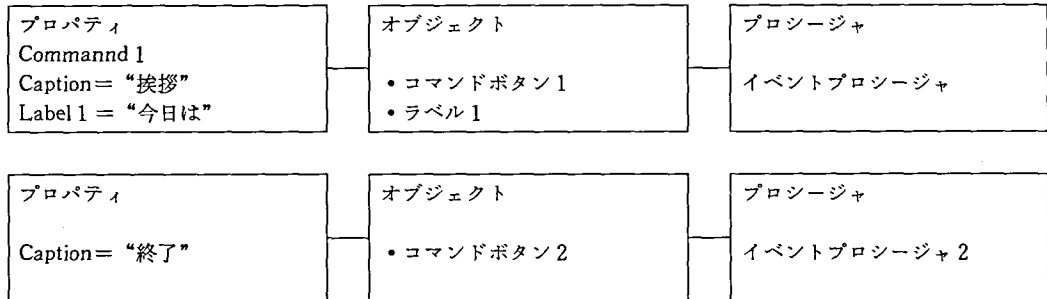 プロパティ
Commannd 1
Caption= “挨拶”
Label 1 = “今日は”
オブジェクト
• コマンドボタン 1
• ラベル 1
プロシージャ
イベントプロシージャ
プロパティ
Caption= “終了”
オブジェクト
• コマンドボタン 2
プロシージャ
イベントプロシージャ 2